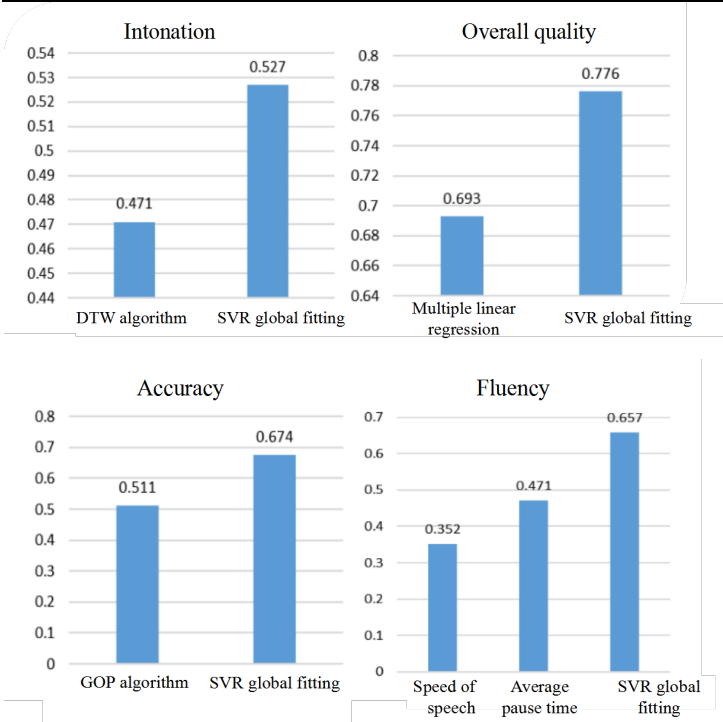 Intonation
0.54
0.53
0.52
0.51
0.5
0.49
0.48
0.47
0.46
0.45
0.44
0.471
0.527
DTW algorithm
SVR global fitting
Overall quality
0.8
0.78
0.76
0.74
0.72
0.7
0.68
0.66
0.64
0.693
0.776
Multiple linear
regression
SVR global fitting
Accuracy
0.8
0.7
0.6
0.5
0.4
0.3
0.2
0.1
0
0.511
0.674
GOP algorithm
SVR global fitting
Fluency
0.7
0.6
0.5
0.4
0.3
0.2
0.1
0
0.352
0.471
0.657
Speed of
speech
Average
pause time
SVR global
fitting